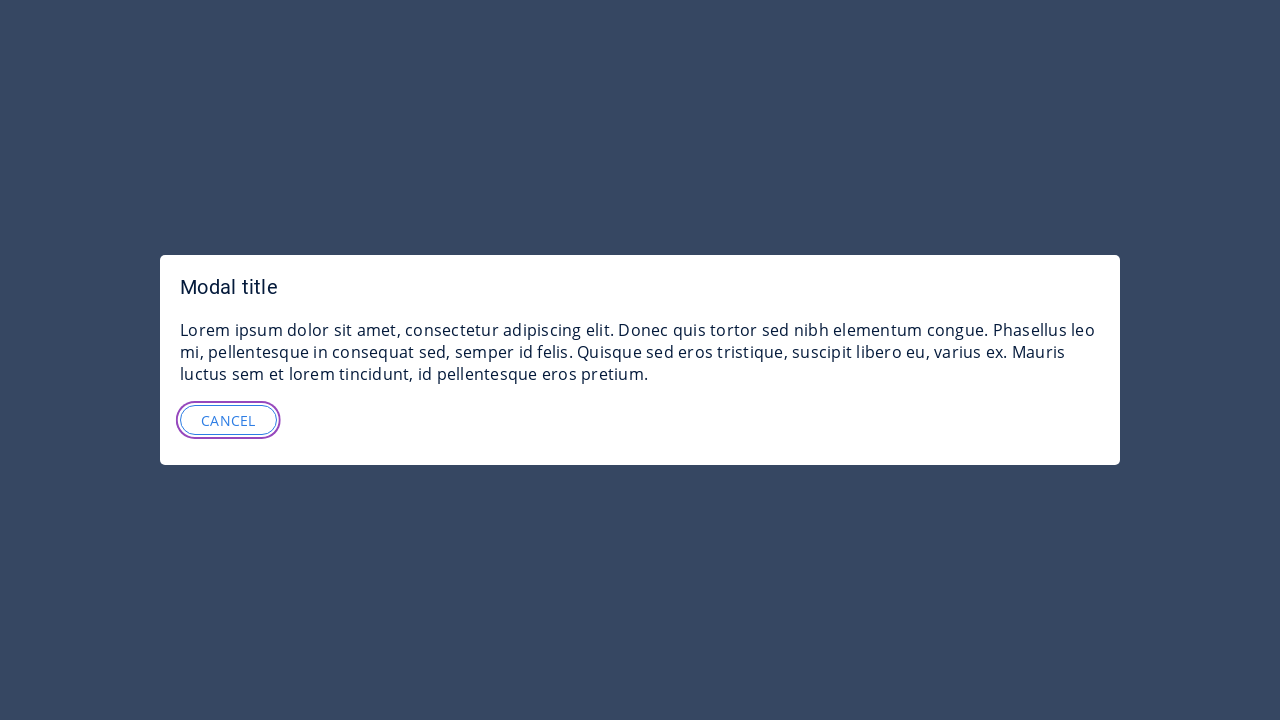 Modal title
Lorem ipsum dolor sit amet, consectetur adipiscing elit. Donec quis tortor sed nibh elementum congue. Phasellus leo
mi, pellentesque in consequat sed, semper id felis. Quisque sed eros tristique, suscipit libero eu, varius ex. Mauris
luctus sem et lorem tincidunt, id pellentesque eros pretium.
CANCEL